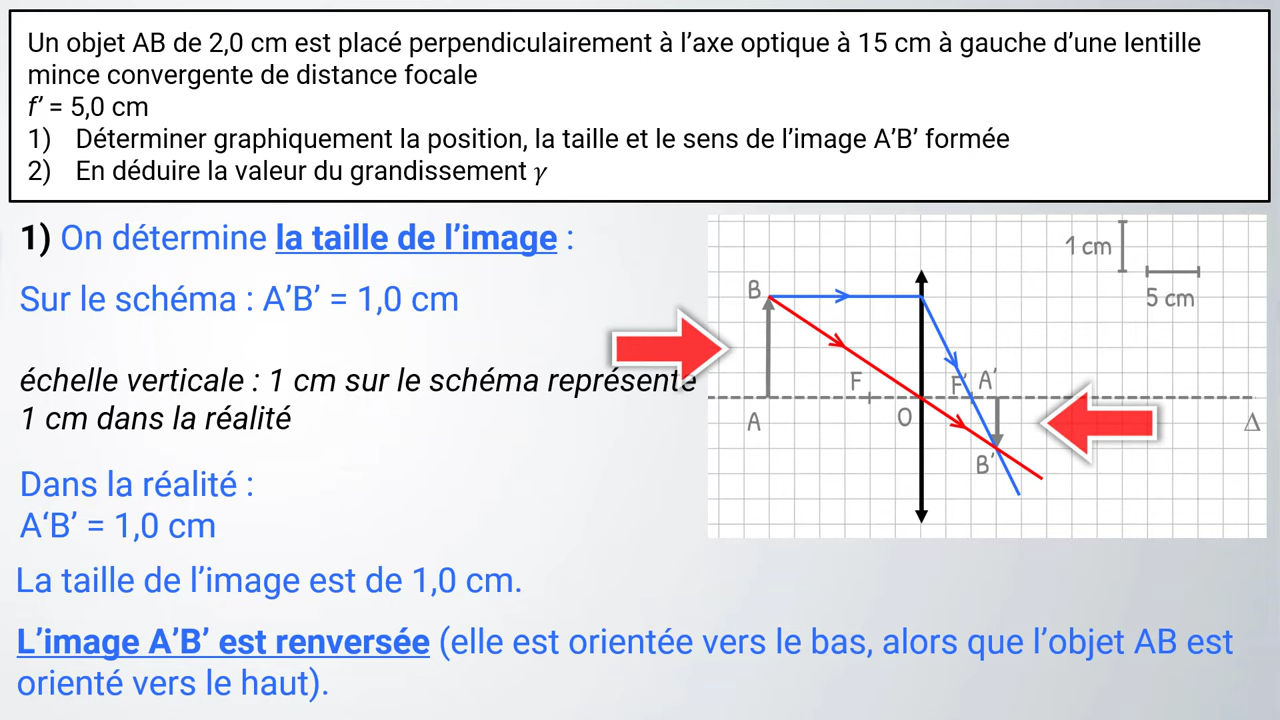 Un objet AB de 2,0 cm est placé perpendiculairement à l’axe optique à 15 cm à gauche d’une lentille
mince convergente de distance focale
f’ = 5,0 cm
1) Déterminer graphiquement la position, la taille et le sens de l’image A’B’ formée
2) En déduire la valeur du grandissement γ
1) On détermine la taille de l’image :
Sur le schéma : A’B’ = 1,0 cm
échelle verticale : 1 cm sur le schéma représente
1 cm dans la réalité
Dans la réalité :
A‘B’ = 1,0 cm
La taille de l’image est de 1,0 cm.
L’image A’B’ est renversée (elle est orientée vers le bas, alors que l’objet AB est
orienté vers le haut).
1 cm
5 cm
B
F
F’
A’
A
O
Δ
B’